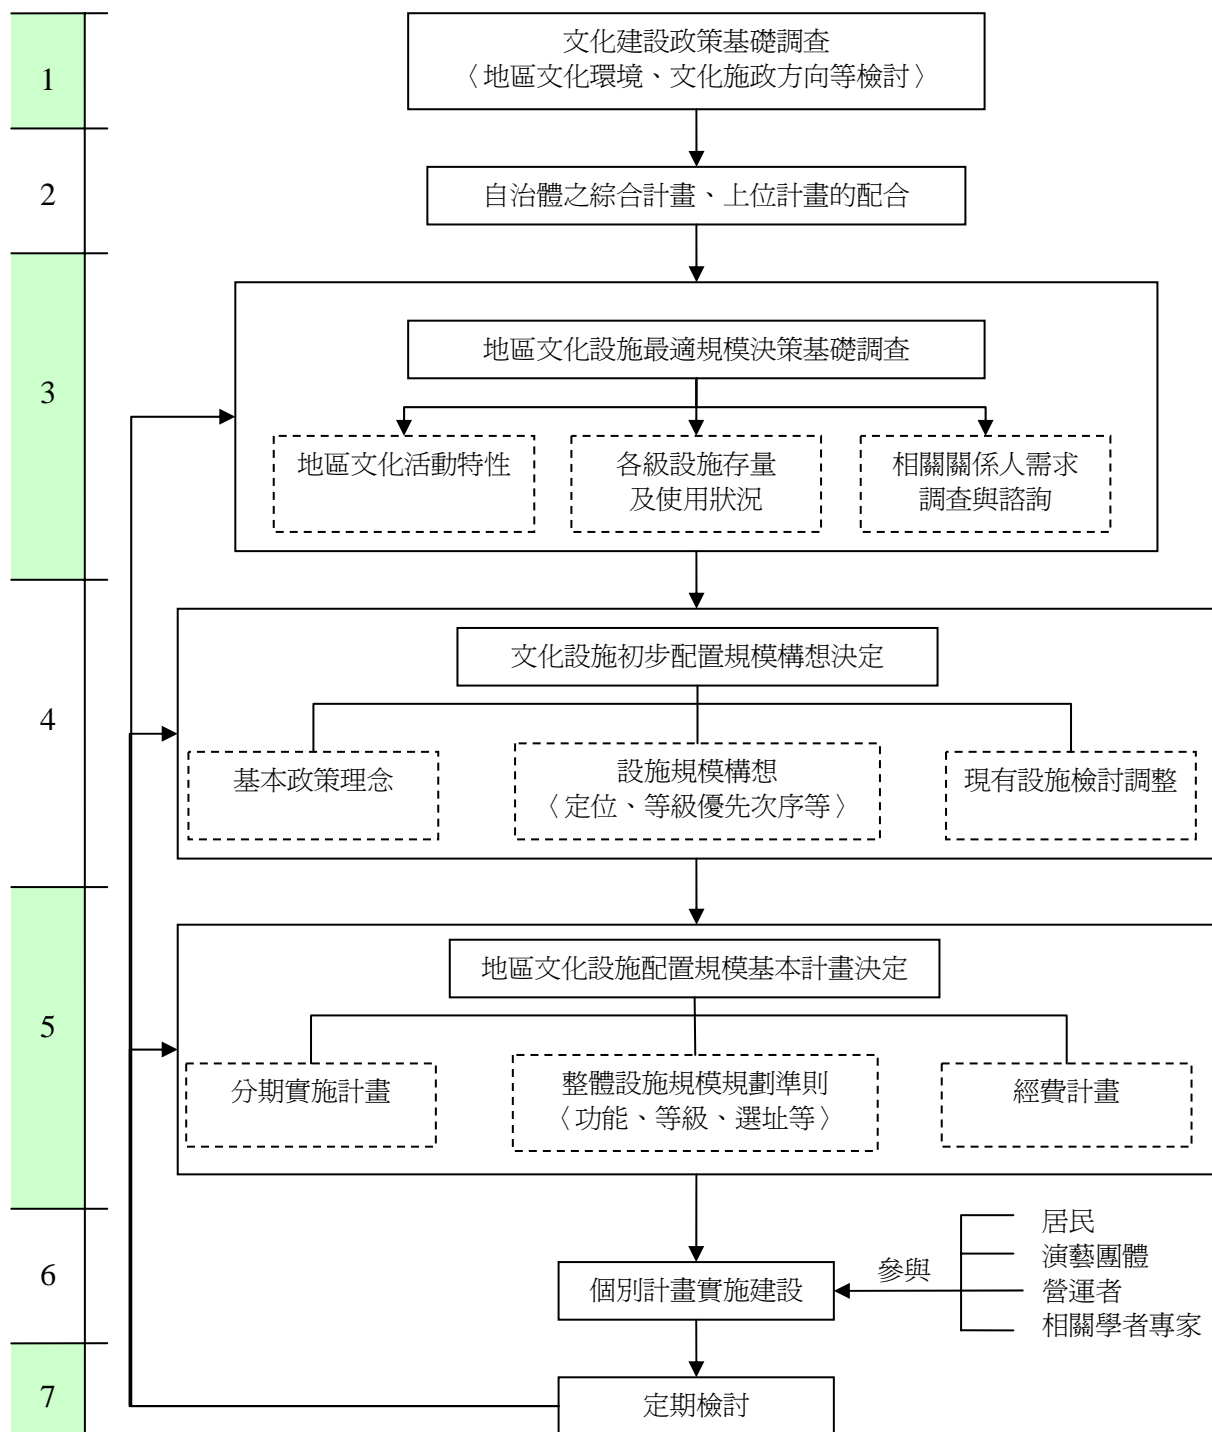 1
文化建設政策基礎調查
〈地區文化環境、文化施政方向等檢討〉
2
自治體之綜合計畫、上位計畫的配合
3
地區文化設施最適規模決策基礎調查
地區文化活動特性
各級設施存量
及使用狀況
相關關係人需求
調查與諮詢
4
文化設施初步配置規模構想決定
基本政策理念
設施規模構想
〈定位、等級優先次序等〉
現有設施檢討調整
5
地區文化設施配置規模基本計畫決定
分期實施計畫
整體設施規模規劃準則
〈功能、等級、選址等〉
經費計畫
6
個別計畫實施建設
參與
居民
演藝團體
營運者
相關學者專家
7
定期檢討